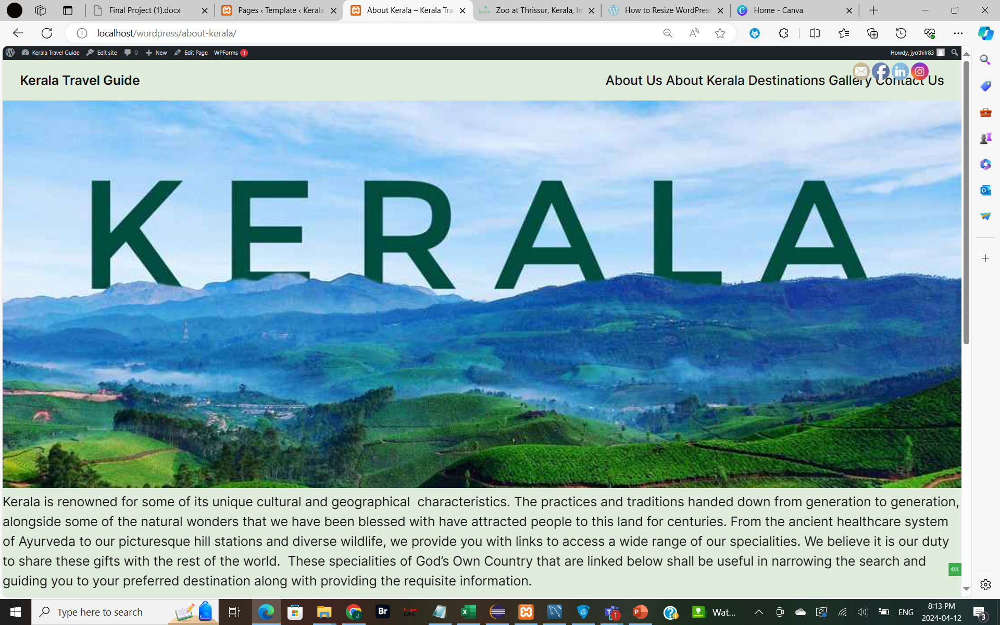 Final Project (1).docx
Pages ‹ Template ‹ Kerala
About Kerala – Kerala Tra
Zoo at Thrissur, Kerala, In
How to Resize WordPress
Home - Canva
localhost/wordpress/about-kerala/
Kerala Travel Guide
Edit site
0
New
Edit Page
WPForms 1
Howdy, jyothilr83
Kerala Travel Guide
About Us About Kerala Destinations Gallery Contact Us
KERALA
Kerala is renowned for some of its unique cultural and geographical  characteristics. The practices and traditions handed down from generation to generation,
alongside some of the natural wonders that we have been blessed with have attracted people to this land for centuries. From the ancient healthcare system
of Ayurveda to our picturesque hill stations and diverse wildlife, we provide you with links to access a wide range of our specialities. We believe it is our duty
to share these gifts with the rest of the world.  These specialities of God’s Own Country that are linked below shall be useful in narrowing the search and
guiding you to your preferred destination along with providing the requisite information.
Type here to search
Br
Project
1
Wat...
ENG
8:13 PM
2024-04-12
3